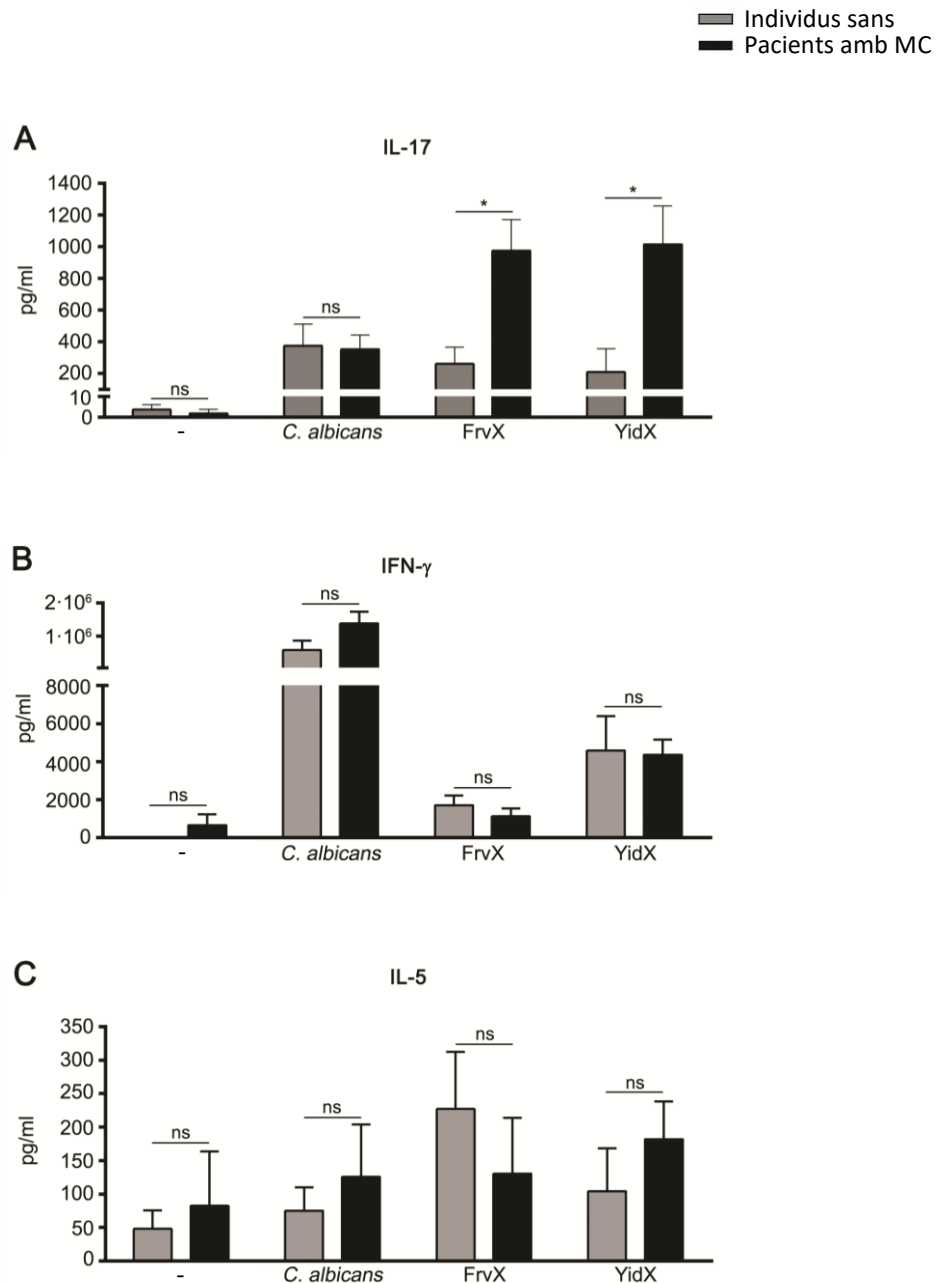 Individus sans
Pacients amb MC
A
IL-17
1400
1200
1000
800
600
400
200
10
0
pg/ml
ns
ns
*
*
-
C. albicans
FrvX
YidX
B
IFN-γ
2·10⁶
1·10⁶
8000
6000
4000
2000
0
pg/ml
ns
ns
ns
ns
-
C. albicans
FrvX
YidX
C
IL-5
350
300
250
200
150
100
50
0
pg/ml
ns
ns
ns
ns
-
C. albicans
FrvX
YidX